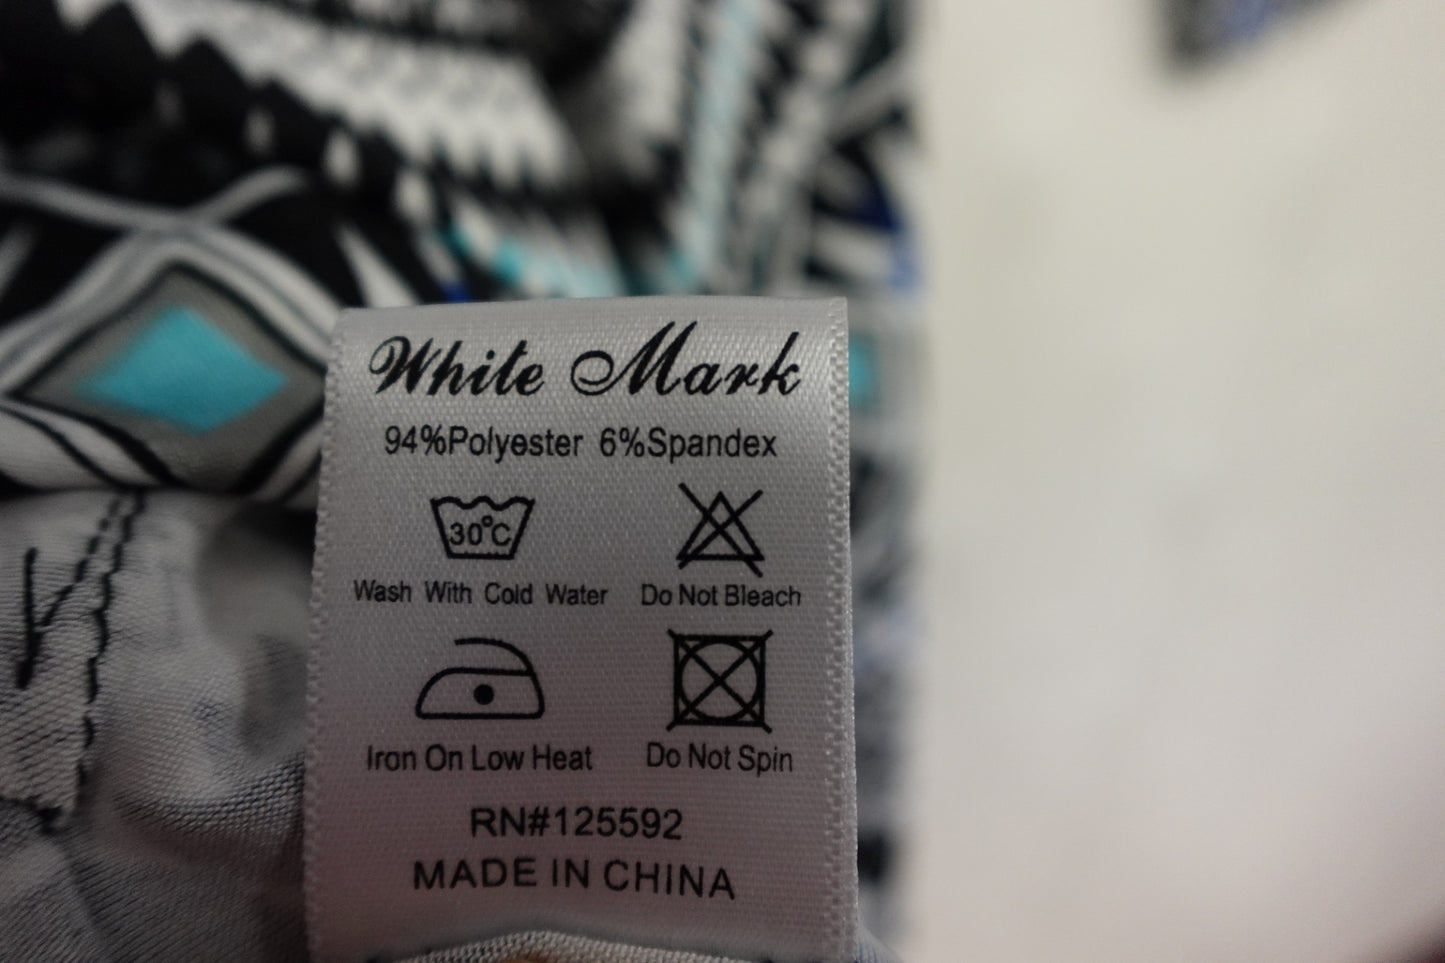 White Mark
94%Polyester 6%Spandex
30°C
Wash With Cold Water
Do Not Bleach
Iron On Low Heat
Do Not Spin
RN#125592
MADE IN CHINA